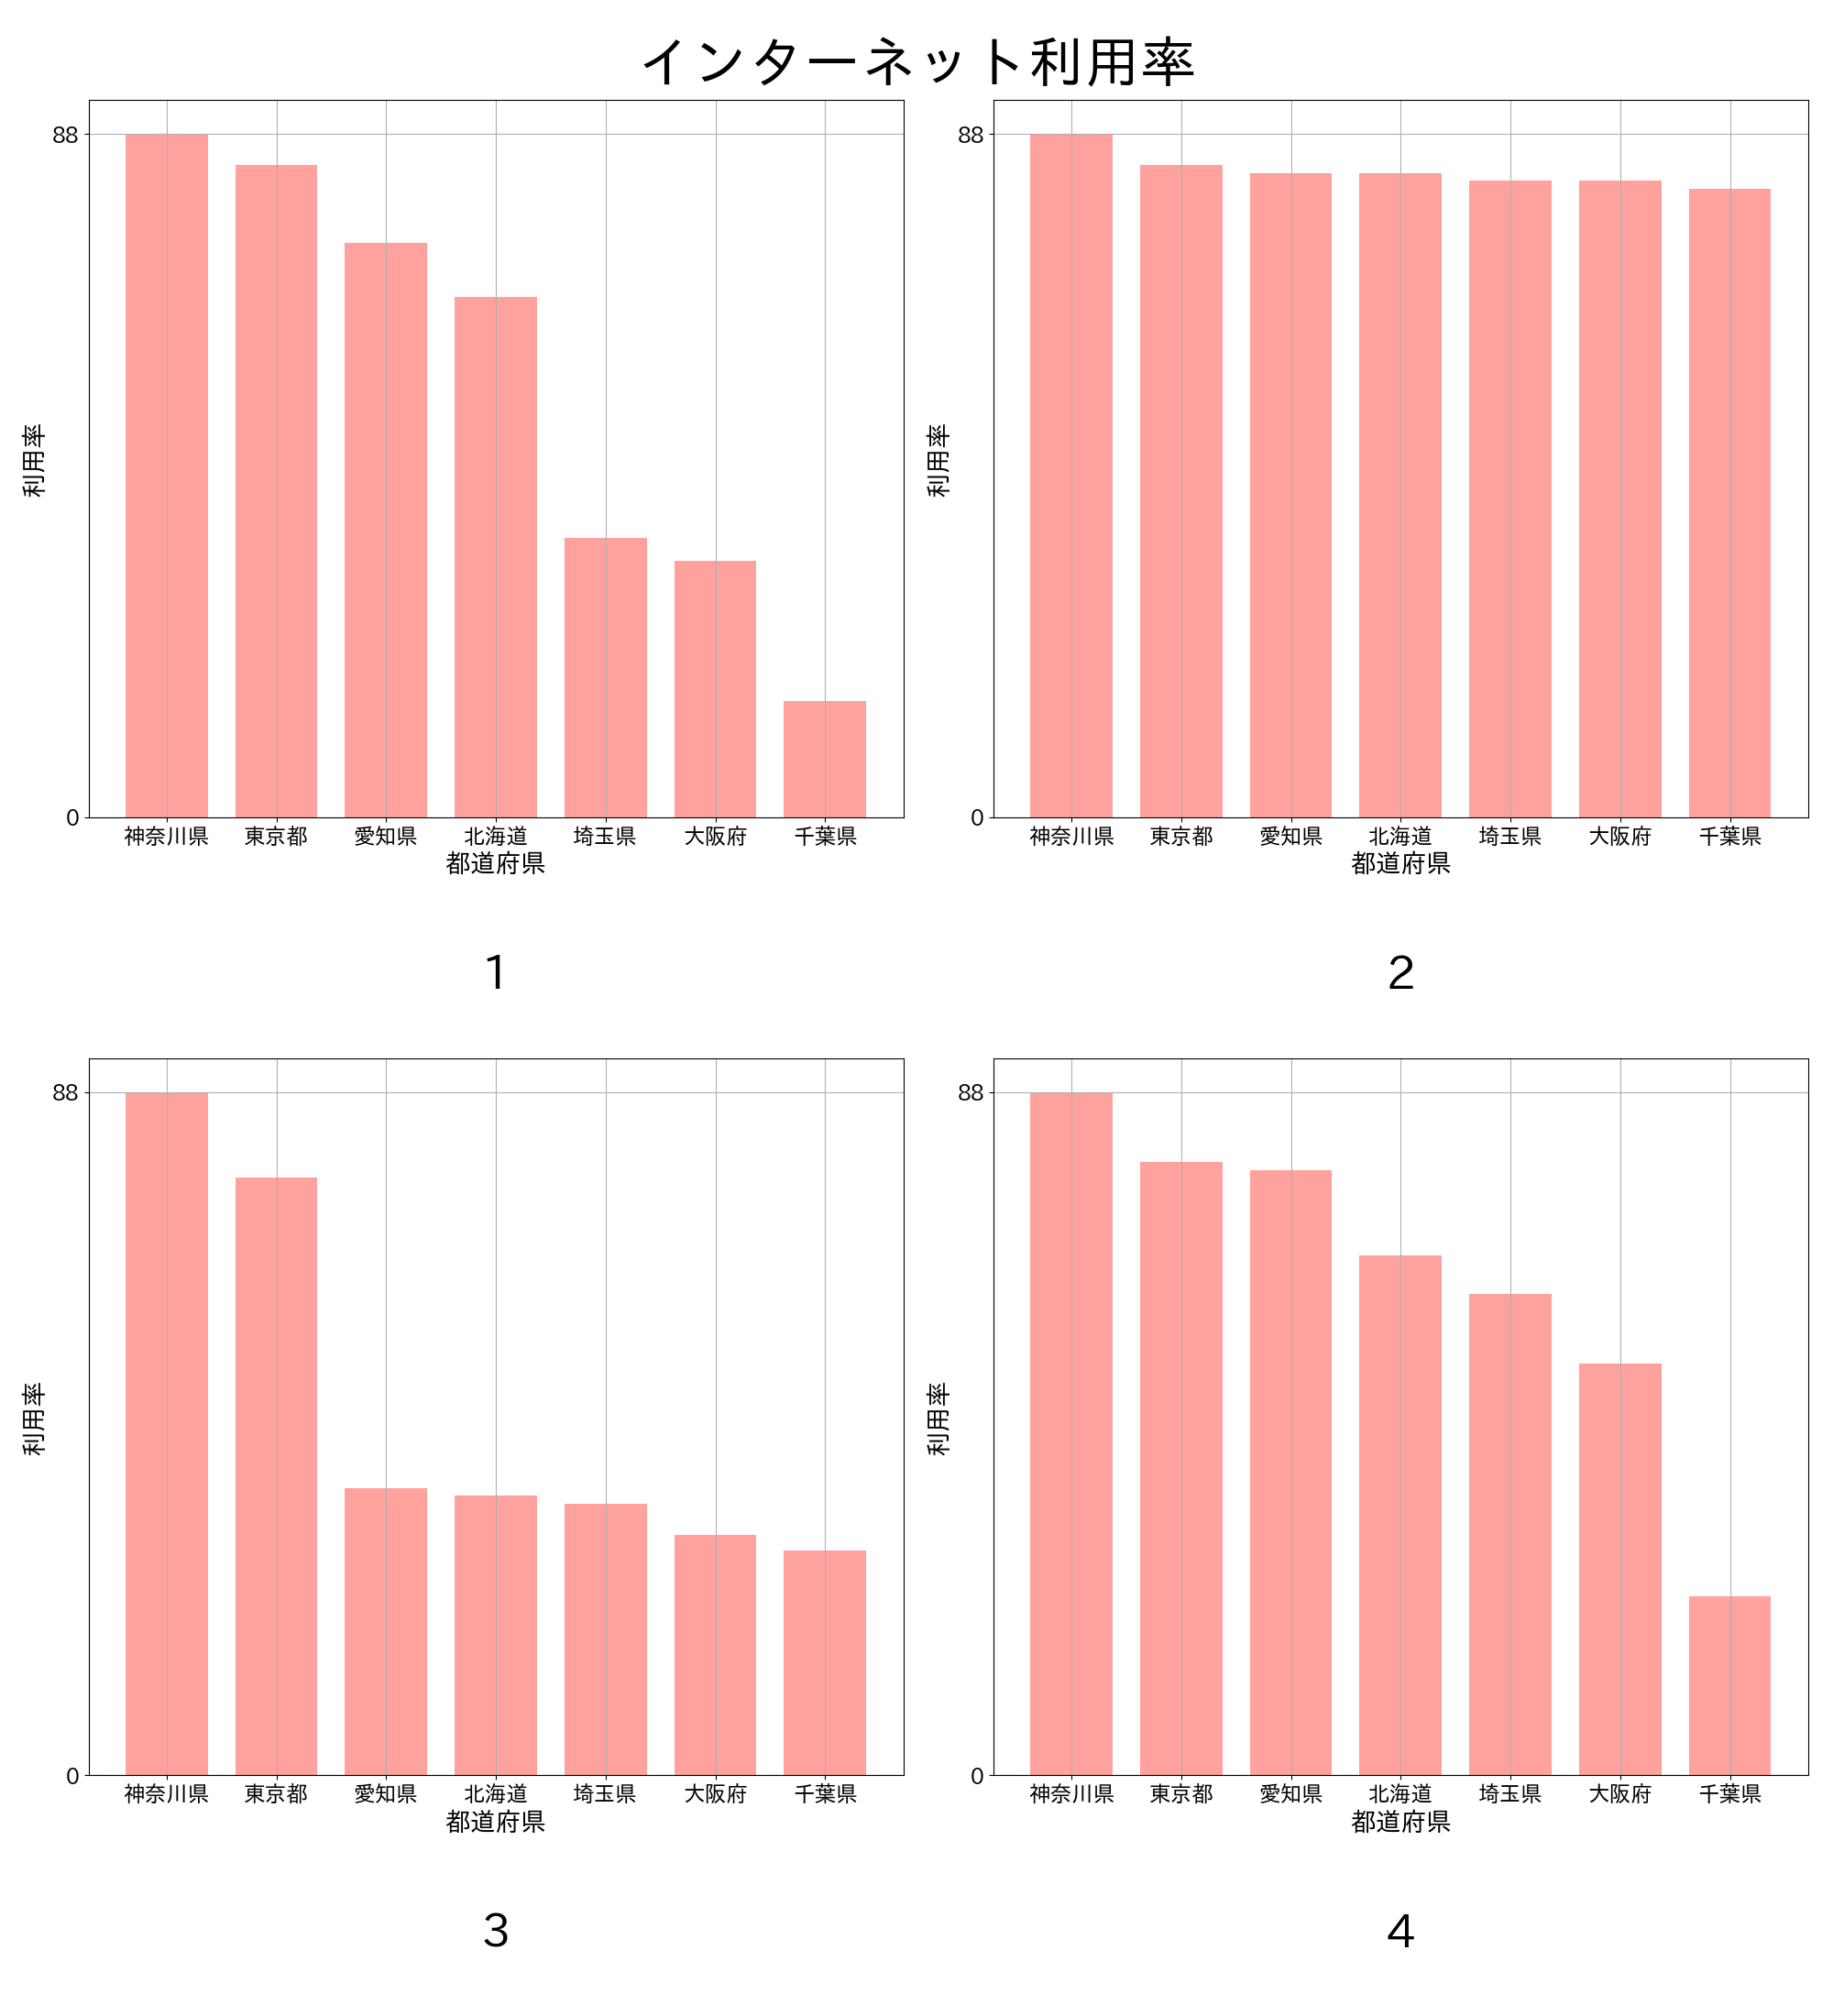 インターネット利用率
88
0
利用率
神奈川県 東京都 愛知県 北海道 埼玉県 大阪府 千葉県
都道府県
1
88
0
利用率
神奈川県 東京都 愛知県 北海道 埼玉県 大阪府 千葉県
都道府県
2
88
0
利用率
神奈川県 東京都 愛知県 北海道 埼玉県 大阪府 千葉県
都道府県
3
88
0
利用率
神奈川県 東京都 愛知県 北海道 埼玉県 大阪府 千葉県
都道府県
4